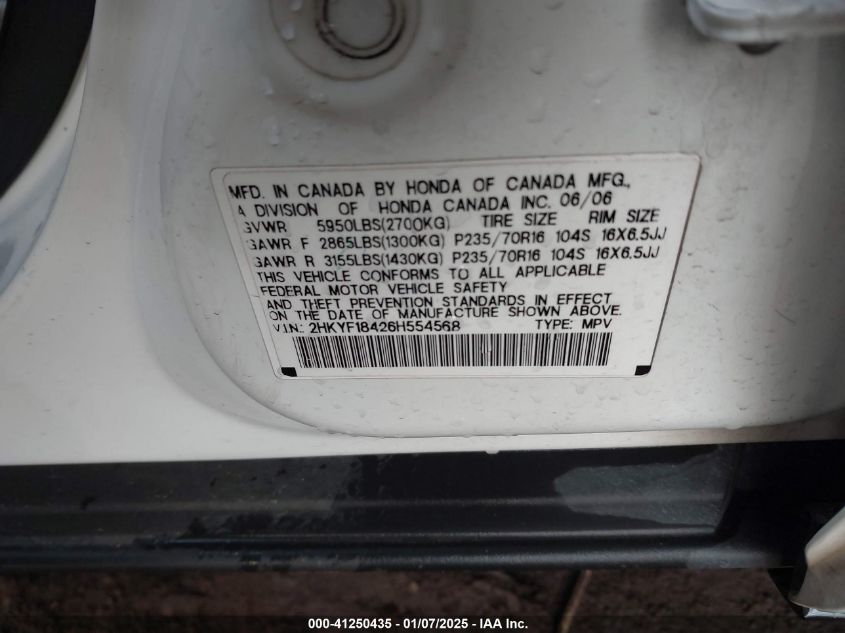 MFD. IN CANADA BY HONDA OF CANADA MFG.,
A DIVISION OF HONDA CANADA INC. 06/06
GVWR 5950LBS(2700KG) TIRE SIZE RIM SIZE
GAWR F 2865LBS(1300KG) P235/70R16 104S 16X6.5JJ
GAWR R 3155LBS(1430KG) P235/70R16 104S 16X6.5JJ
THIS VEHICLE CONFORMS TO ALL APPLICABLE
FEDERAL MOTOR VEHICLE SAFETY
AND THEFT PREVENTION STANDARDS IN EFFECT
ON THE DATE OF MANUFACTURE SHOWN ABOVE.
V.I.N.: 2HKYF18426H554568 TYPE: MPV
000-41250435 - 01/07/2025 - IAA Inc.